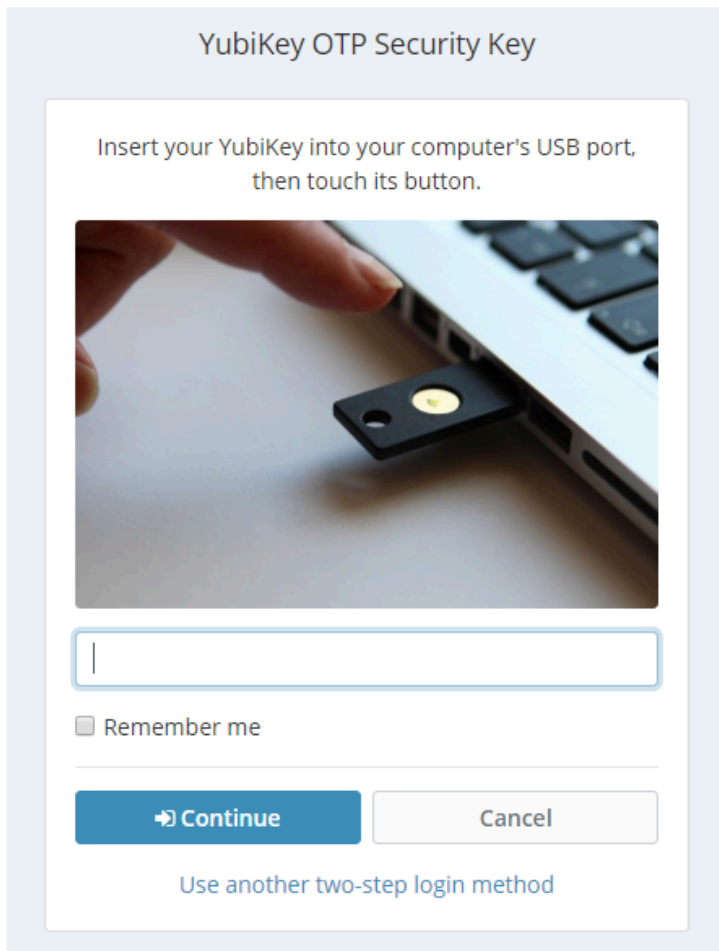 YubiKey OTP Security Key
Insert your YubiKey into your computer's USB port,
then touch its button.
Remember me
Continue
Cancel
Use another two-step login method